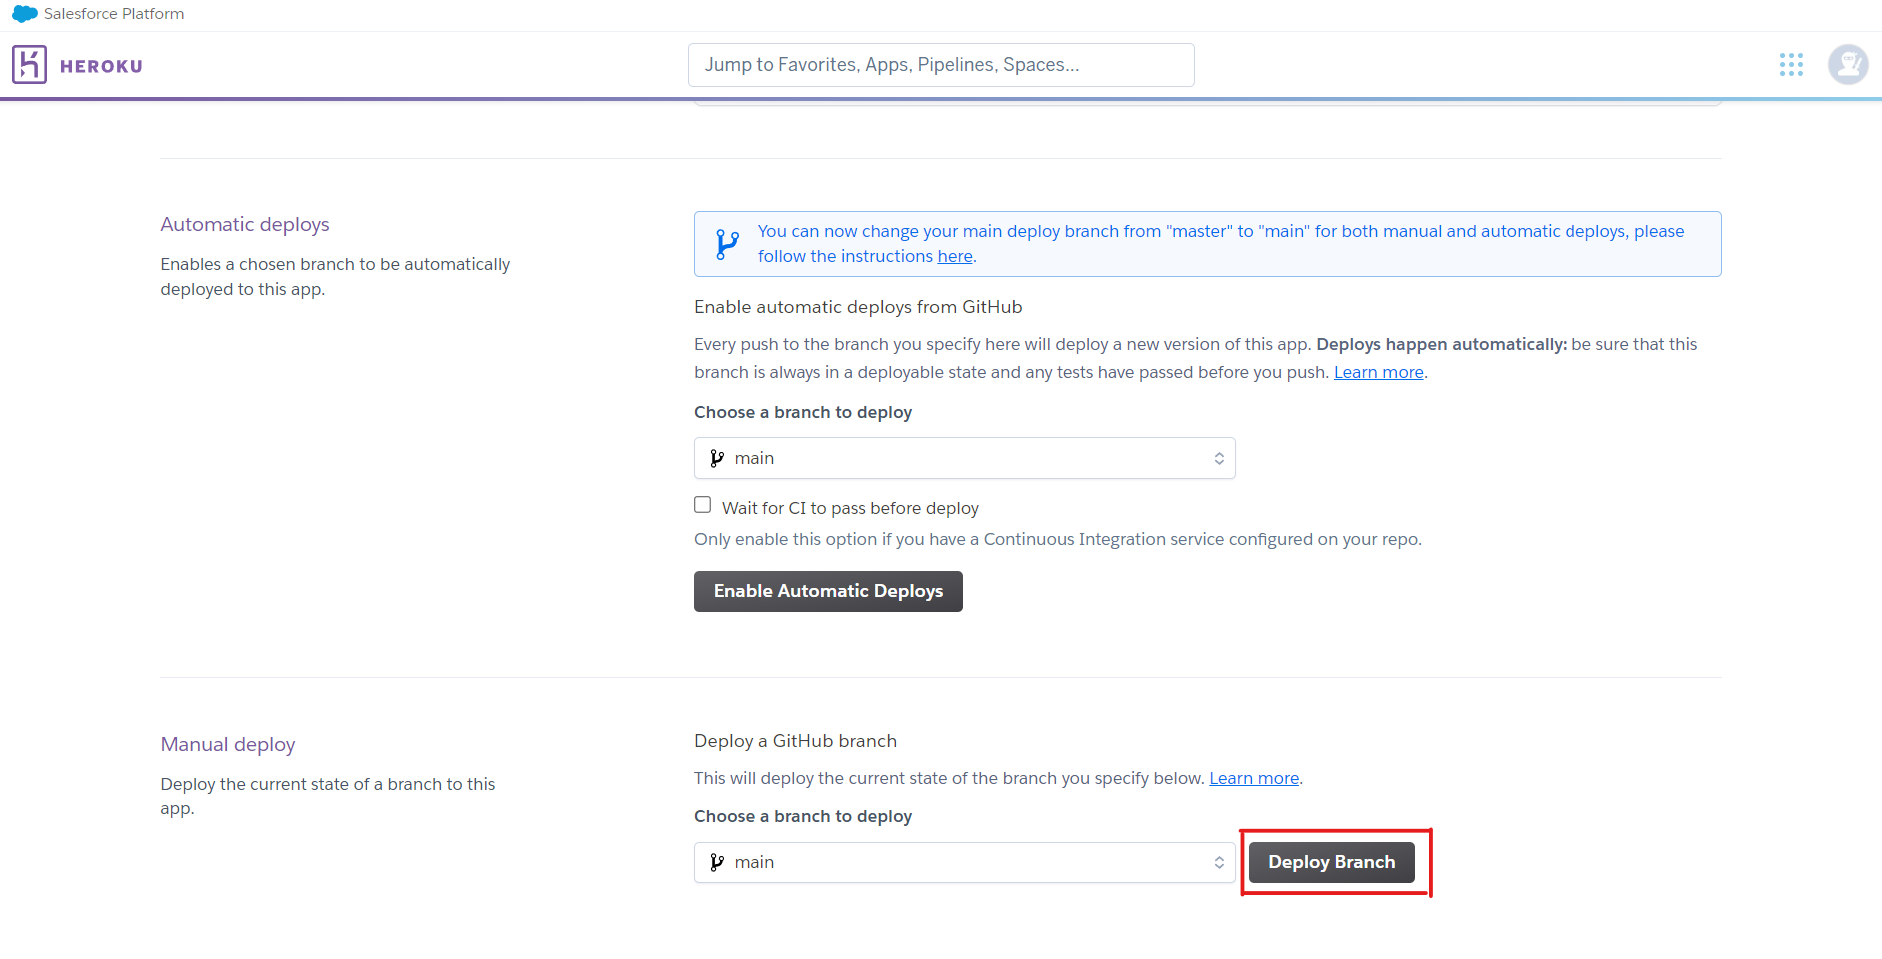 Salesforce Platform
HEROKU
Jump to Favorites, Apps, Pipelines, Spaces...
Automatic deploys
Enables a chosen branch to be automatically
deployed to this app.
You can now change your main deploy branch from "master" to "main" for both manual and automatic deploys, please
follow the instructions here.
Enable automatic deploys from GitHub
Every push to the branch you specify here will deploy a new version of this app. Deploys happen automatically: be sure that this
branch is always in a deployable state and any tests have passed before you push. Learn more.
Choose a branch to deploy
main
Wait for CI to pass before deploy
Only enable this option if you have a Continuous Integration service configured on your repo.
Enable Automatic Deploys
Manual deploy
Deploy the current state of a branch to this
app.
Deploy a GitHub branch
This will deploy the current state of the branch you specify below. Learn more.
Choose a branch to deploy
main
Deploy Branch